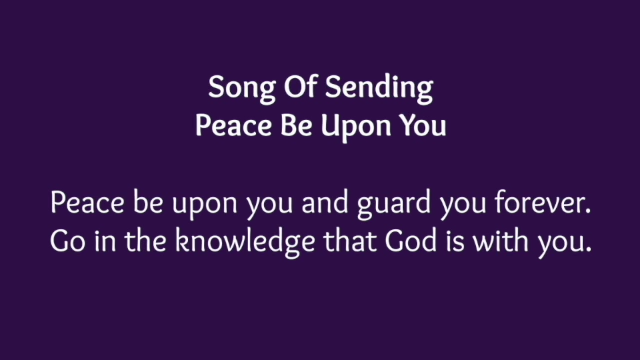 Song Of Sending
Peace Be Upon You
Peace be upon you and guard you forever.
Go in the knowledge that God is with you.